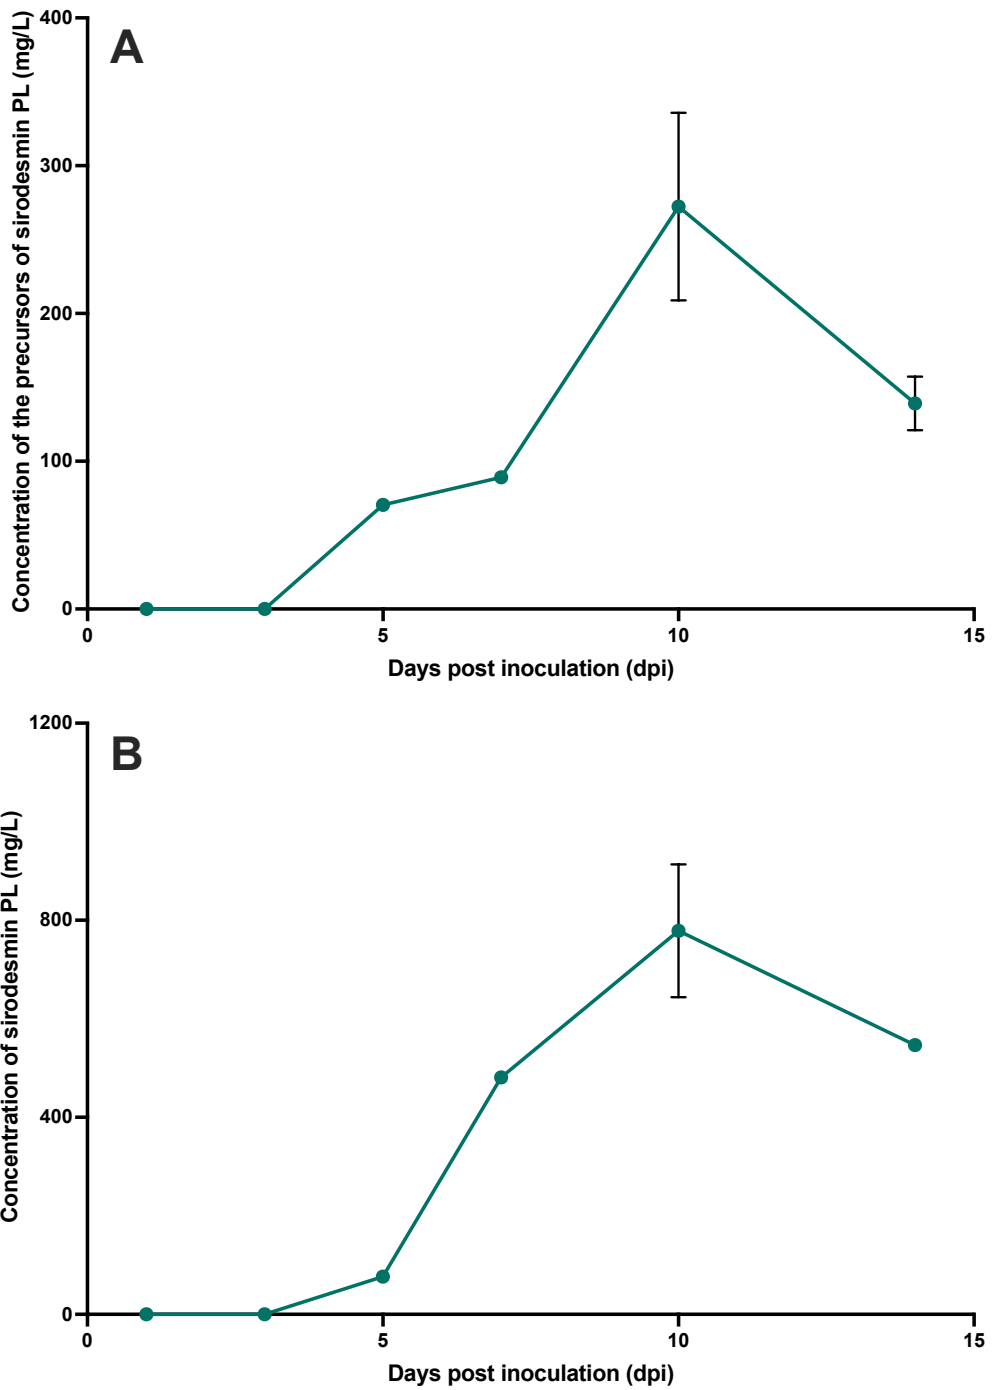 A
Concentration of the precursors of sirodesmin PL (mg/L)
400
300
200
100
0
0 5 10 15
Days post inoculation (dpi)
B
Concentration of sirodesmin PL (mg/L)
1200
800
400
0
0 5 10 15
Days post inoculation (dpi)